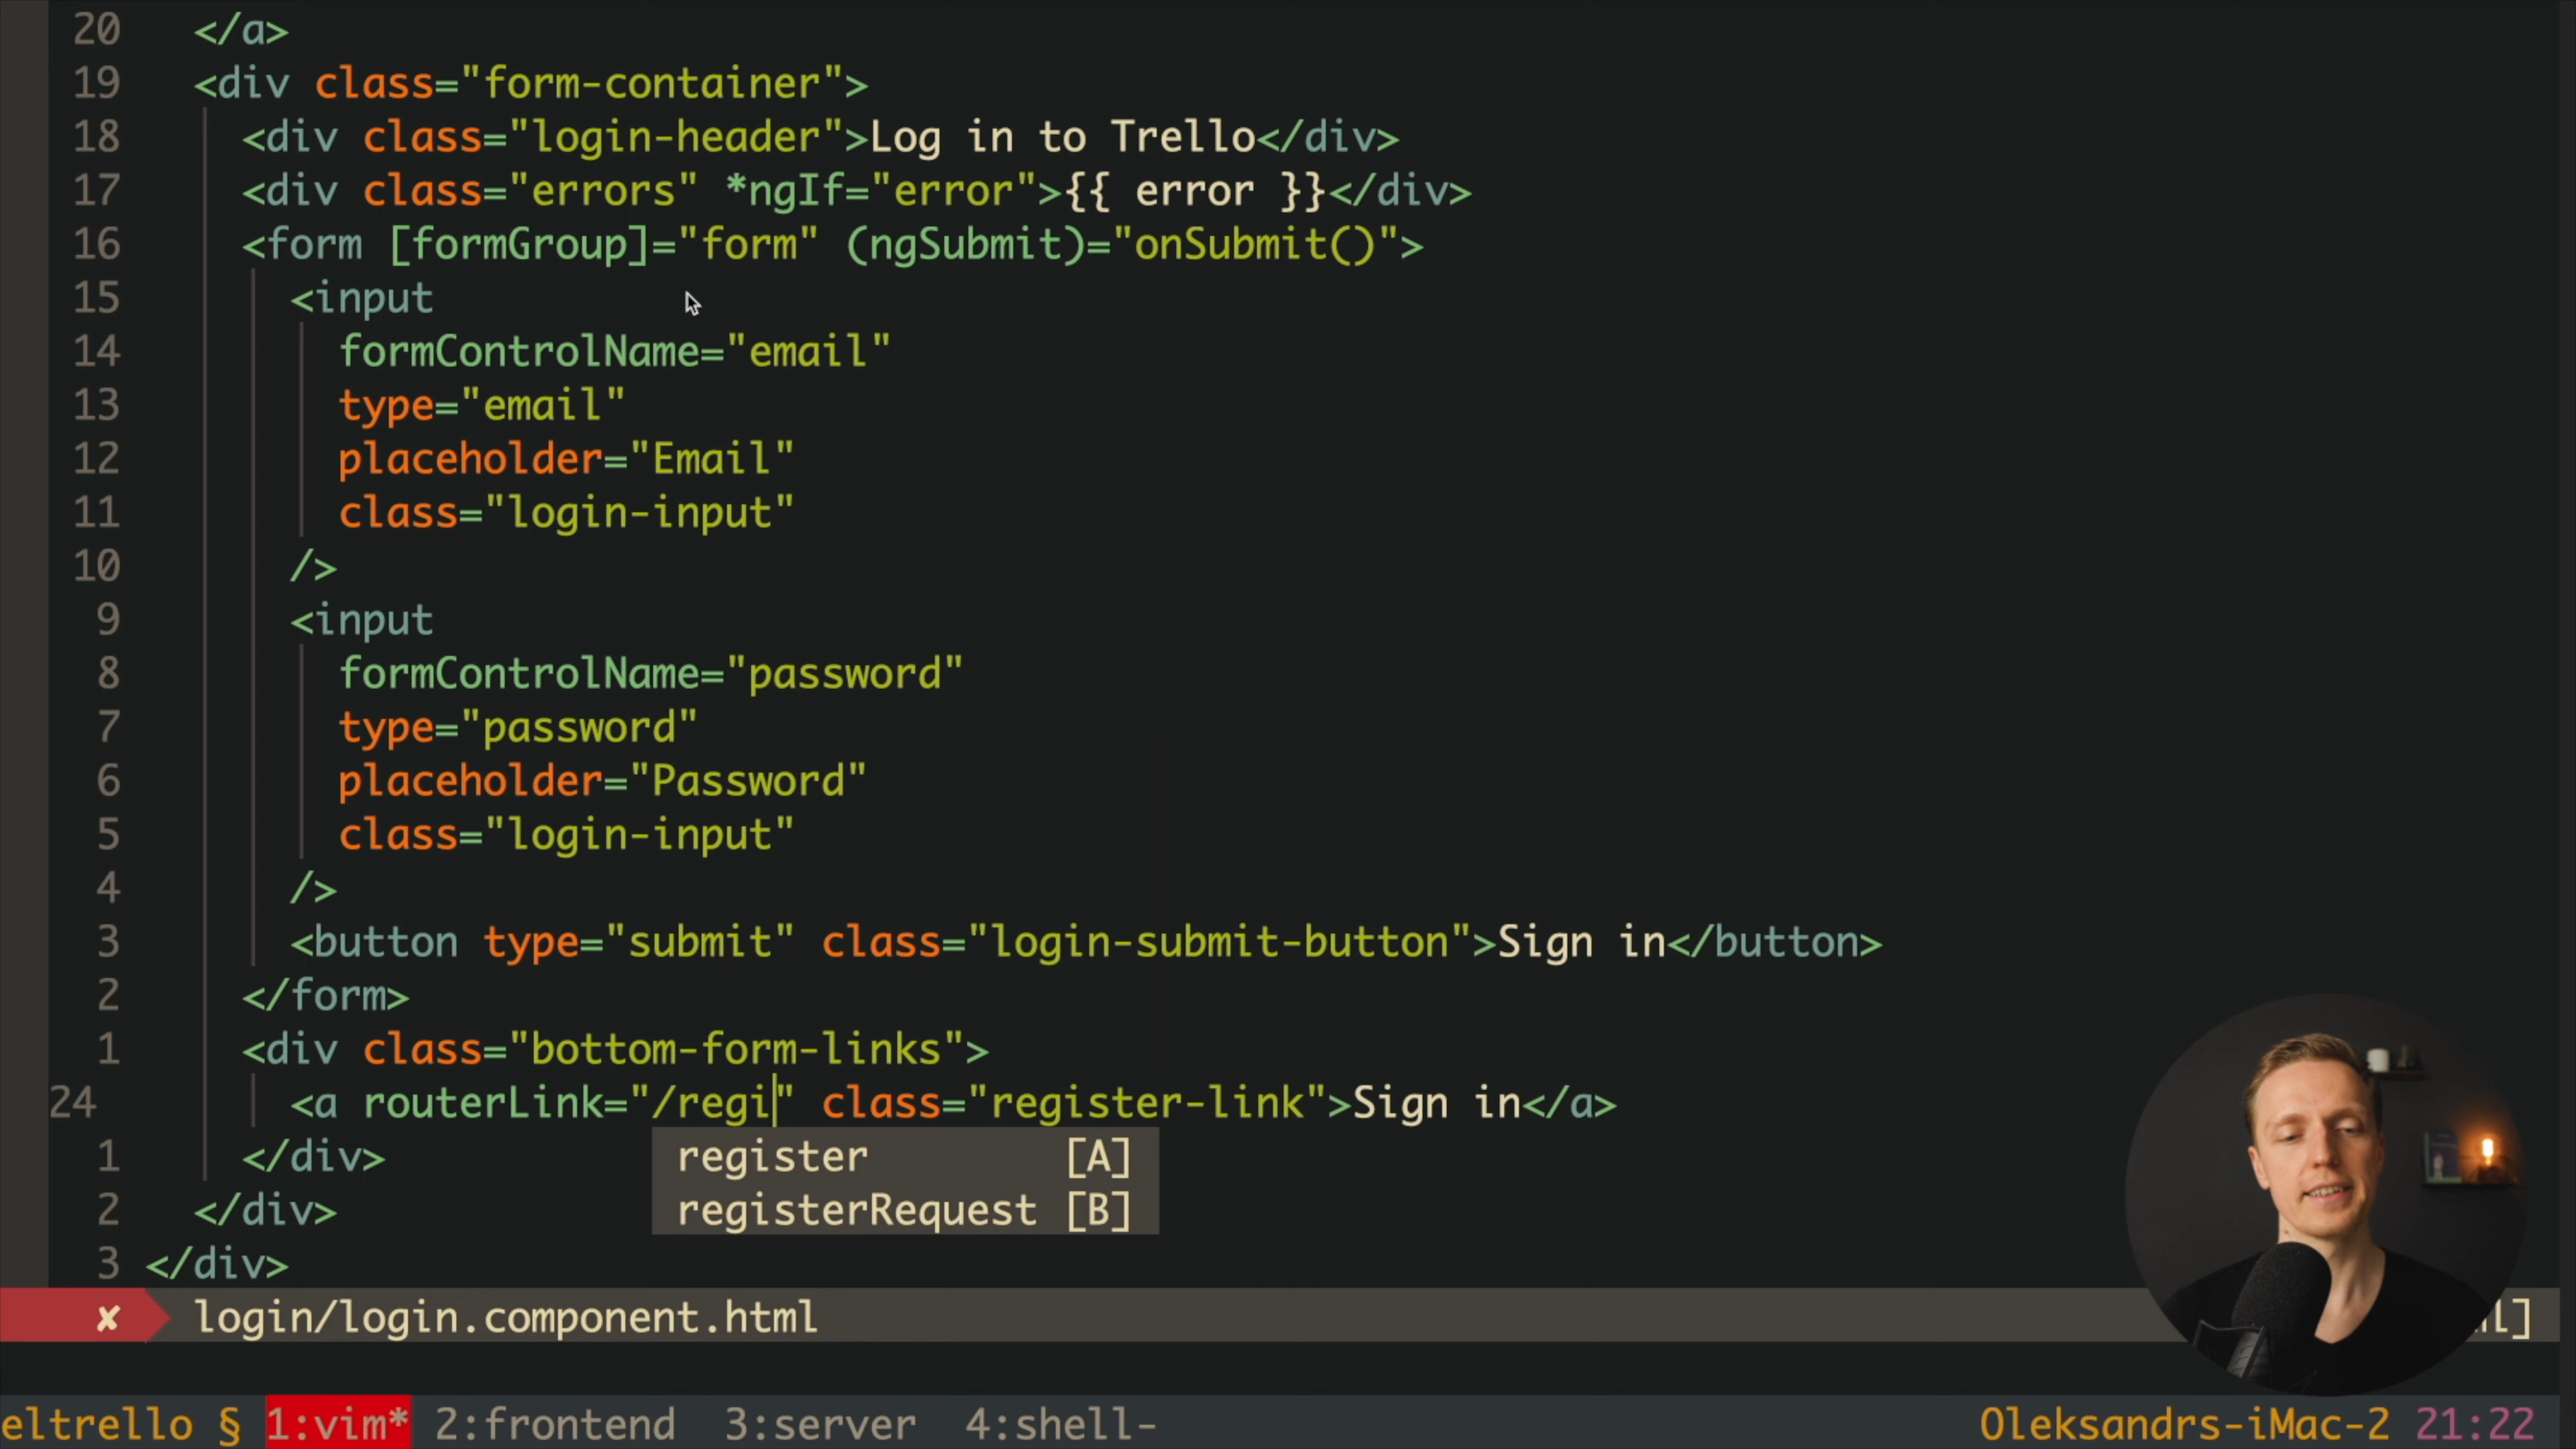 20 </a>
19 <div class="form-container">
18 <div class="login-header">Log in to Trello</div>
17 <div class="errors" *ngIf="error">{{ error }}</div>
16 <form [formGroup]="form" (ngSubmit)="onSubmit()">
15 <input
14 formControlName="email"
13 type="email"
12 placeholder="Email"
11 class="login-input"
10 />
9 <input
8 formControlName="password"
7 type="password"
6 placeholder="Password"
5 class="login-input"
4 />
3 <button type="submit" class="login-submit-button">Sign in</button>
2 </form>
1 <div class="bottom-form-links">
24 <a routerLink="/regi" class="register-link">Sign in</a>
1 </div>
register [A]
2 </div>
registerRequest [B]
3 </div>
✘ login/login.component.html
eltrello § 1:vim* 2:frontend 3:server 4:shell- Oleksandrs-iMac-2 21:22